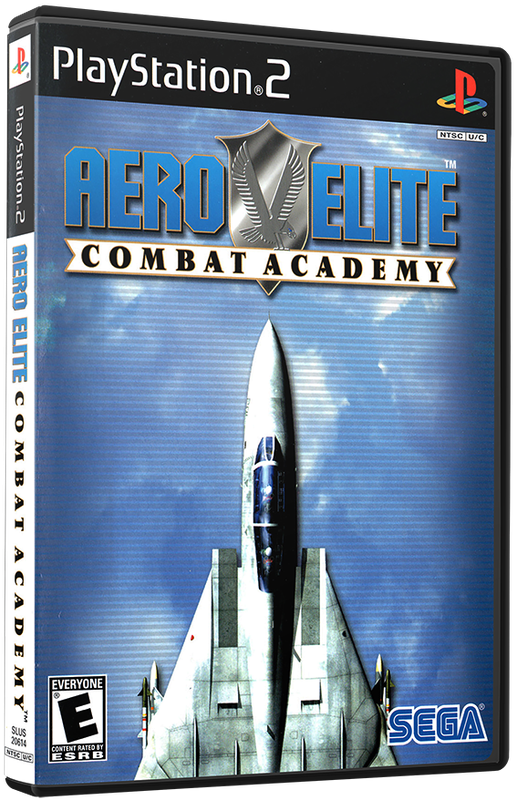 PlayStation®2
NTSC U/C
AERO ELITE™
COMBAT ACADEMY
EVERYONE
E
CONTENT RATED BY
ESRB
SEGA®
PlayStation®2
AERO ELITE COMBAT ACADEMY™
SLUS
20614
NTSC U/C